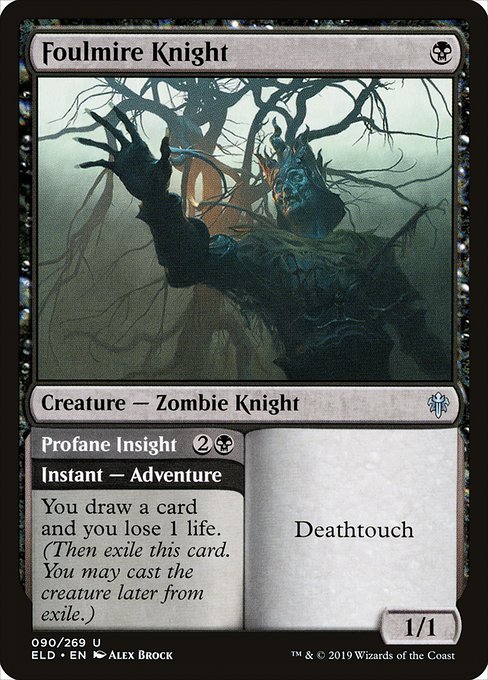 Foulmire Knight
Creature — Zombie Knight
Profane Insight 2
Instant — Adventure
You draw a card
and you lose 1 life.
(Then exile this card.
You may cast the
creature later from
exile.)
Deathtouch
1/1
090/269 U
ELD • EN Alex Brock
™ & © 2019 Wizards of the Coast